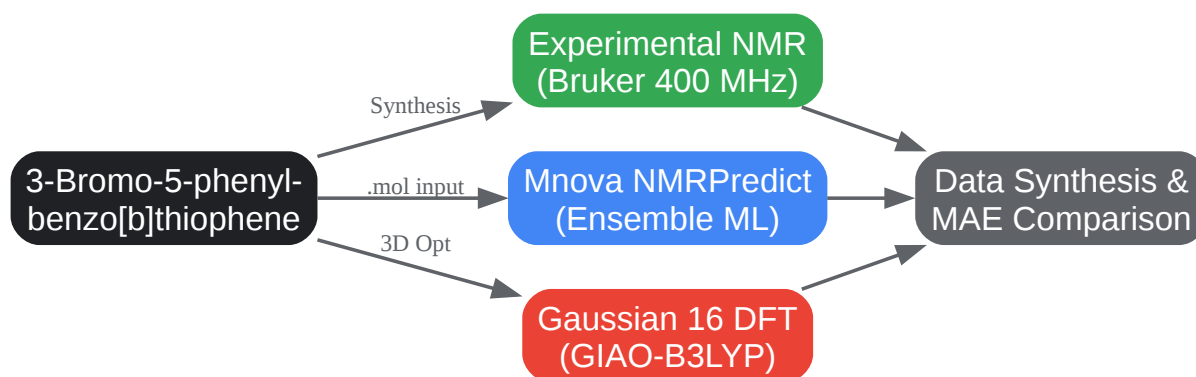 3-Bromo-5-phenyl-
benzo[b]thiophene
Synthesis
.mol input
3D Opt
Experimental NMR
(Bruker 400 MHz)
Mnova NMRPredict
(Ensemble ML)
Gaussian 16 DFT
(GIAO-B3LYP)
Data Synthesis &
MAE Comparison